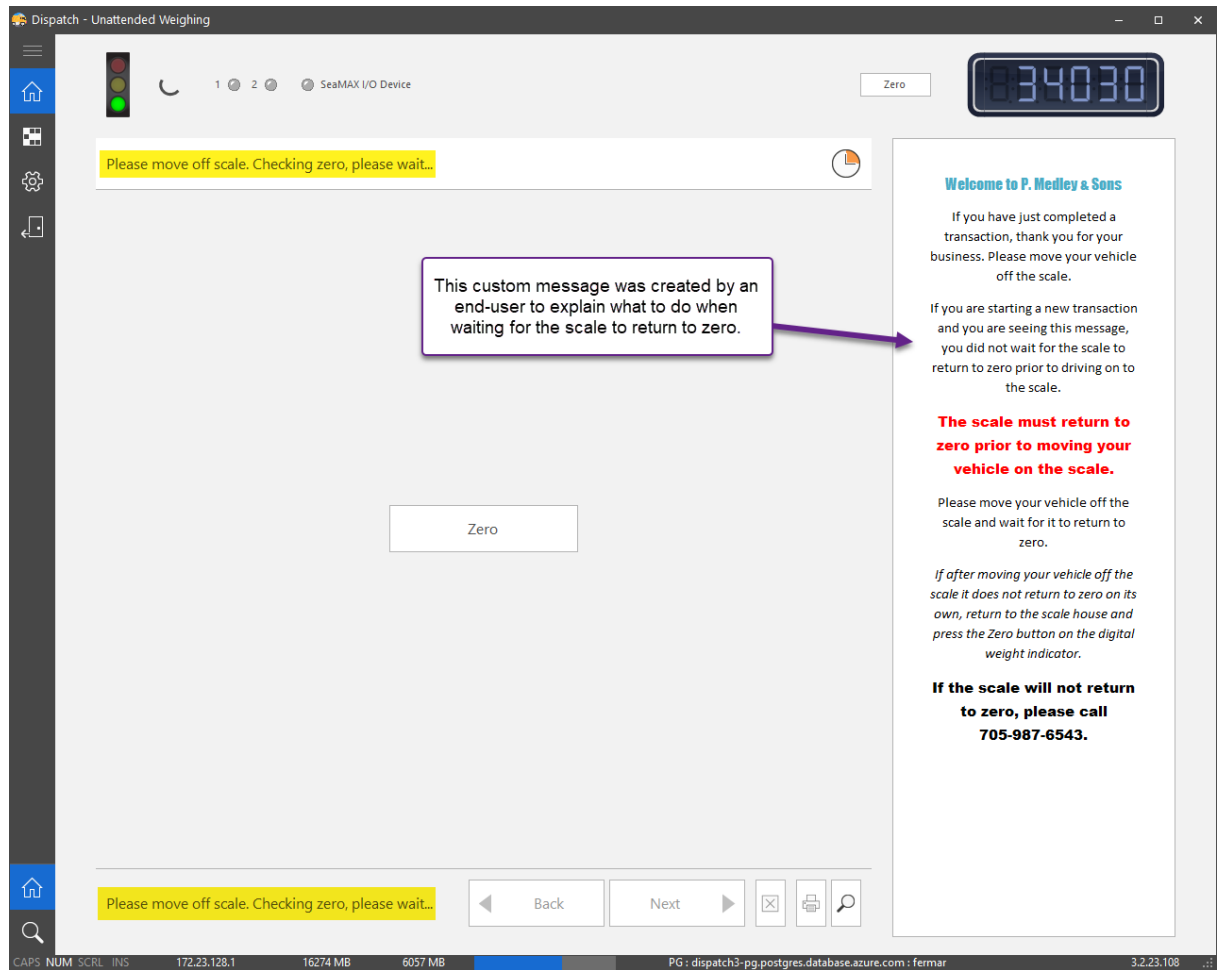 Dispatch - Unattended Weighing
1
2
SeaMAX I/O Device
Zero
34030
Please move off scale. Checking zero, please wait...
This custom message was created by an
end-user to explain what to do when
waiting for the scale to return to zero.
Zero
Welcome to P. Medley & Sons
If you have just completed a
transaction, thank you for your
business. Please move your vehicle
off the scale.
If you are starting a new transaction
and you are seeing this message,
you did not wait for the scale to
return to zero prior to driving on to
the scale.
The scale must return to
zero prior to moving your
vehicle on the scale.
Please move your vehicle off the
scale and wait for it to return to
zero.
If after moving your vehicle off the
scale it does not return to zero on its
own, return to the scale house and
press the Zero button on the digital
weight indicator.
If the scale will not return
to zero, please call
705-987-6543.
Please move off scale. Checking zero, please wait...
Back
Next
CAPS NUM SCRL INS
172.23.128.1
16274 MB
6057 MB
PG : dispatch3-pg.postgres.database.azure.com : fermar
3.2.23.108